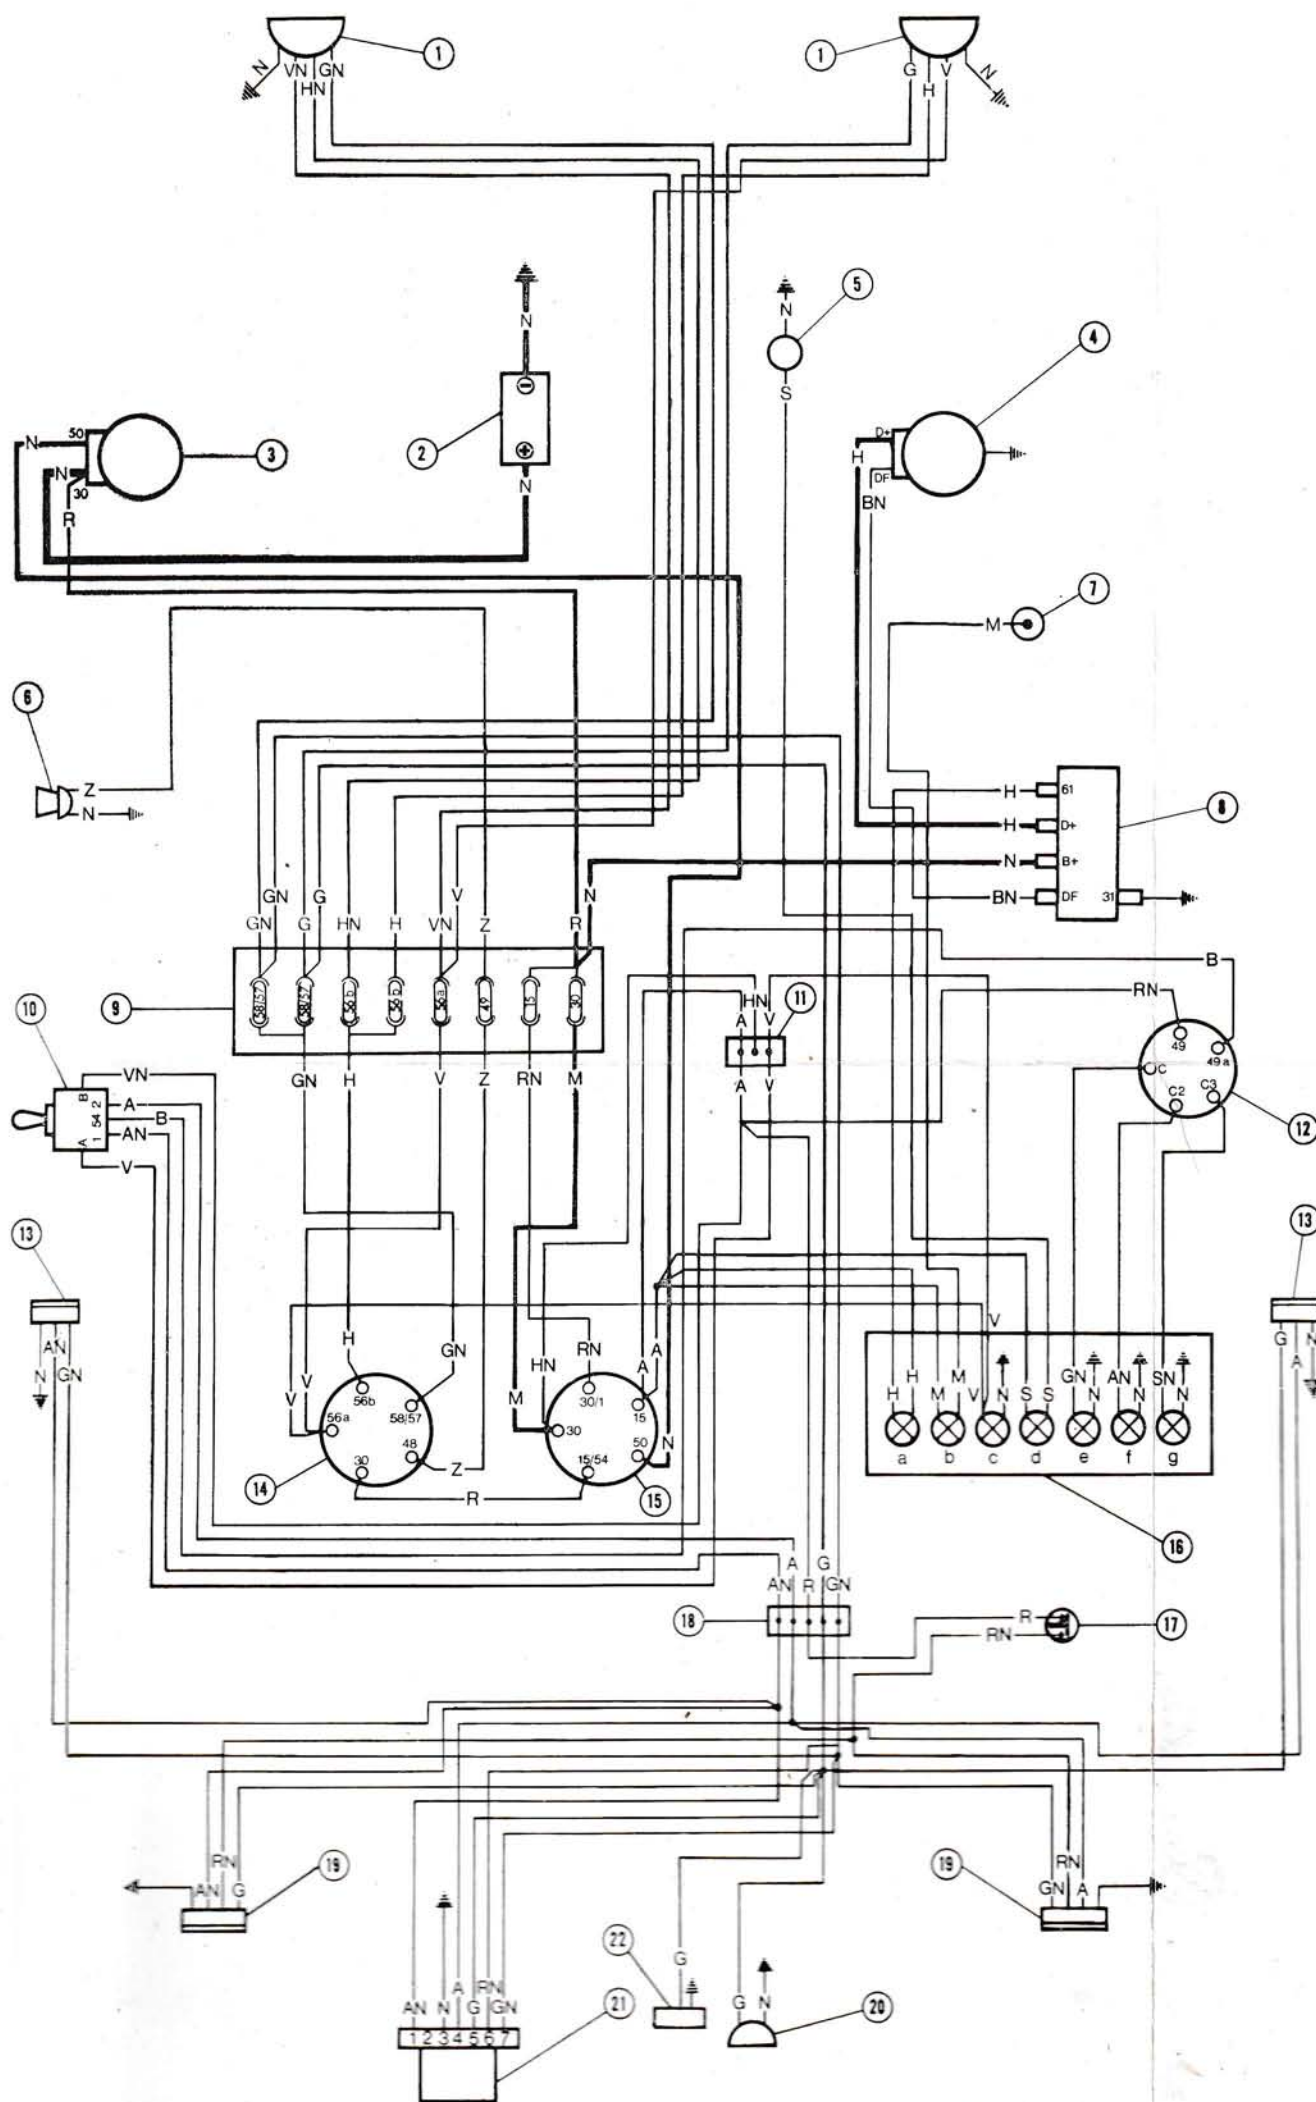 1 1
N VN HN GN G H V N
5
N
4
N
50 N 3 2 − D+
N 30 + H
S
R N DF
BN
7
M
6
Z
N
H 61 8
H D+
N B+
BN DF 31
GN G V N
GN G HN H VN Z R
B
RN
HN 11
A V
9 58/57 58/57 56b 56b 56a 49 15 30
10 49 49a
C
VN GN H V Z RN M A V
B 2 A
54 B
A 1 AN
V
C2 C3
12
13 13
V
H GN RN A
AN
N GN
G A N
HN A
V V M N
H H M M V N S S GN N AN N SN N
56b 58/57 30/1 15
56a 30 50
48
30 15/54
a b c d e f g
14 Z
R 15
16
A G
AN R GN
18 R 17
RN
RN 19 19 RN
AN G GN A
22
G
A RN
AN N G GN G N
21 20
1 2 3 4 5 6 7